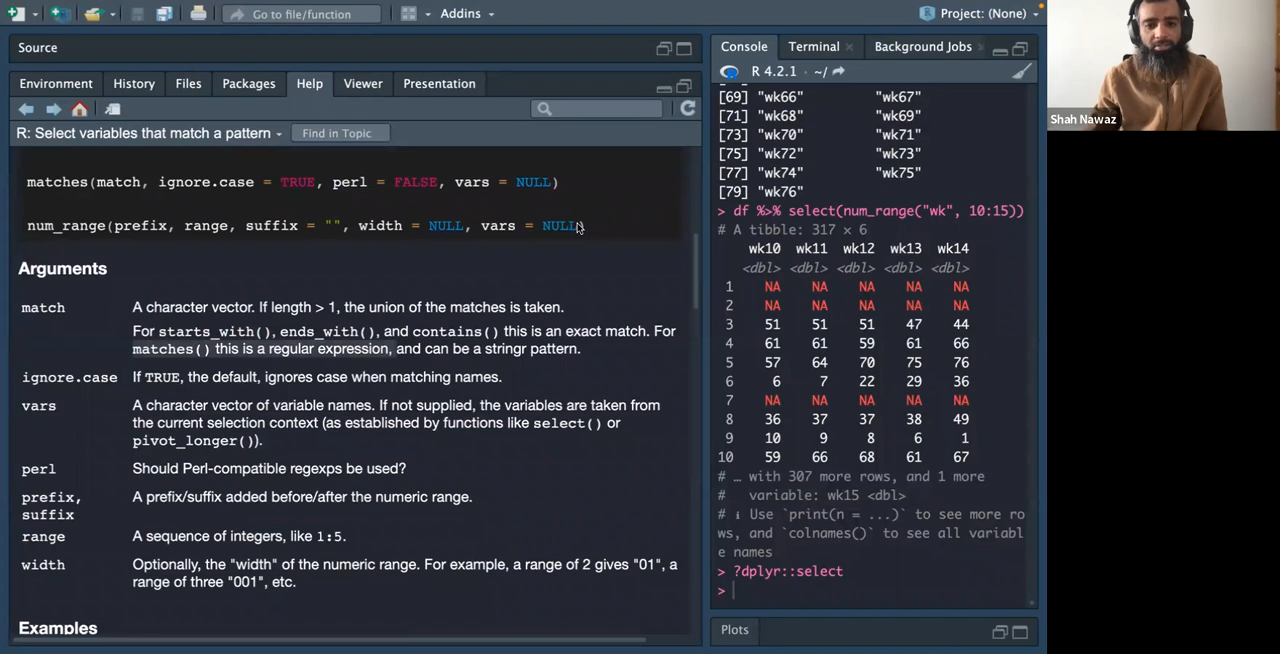 Go to file/function
Addins
Project: (None)
Source
Environment
History
Files
Packages
Help
Viewer
Presentation
R: Select variables that match a pattern
Find in Topic
matches(match, ignore.case = TRUE, perl = FALSE, vars = NULL)
num_range(prefix, range, suffix = "", width = NULL, vars = NULL)
Arguments
match
A character vector. If length > 1, the union of the matches is taken.
For starts_with(), ends_with(), and contains() this is an exact match. For
matches() this is a regular expression, and can be a stringr pattern.
ignore.case
If TRUE, the default, ignores case when matching names.
vars
A character vector of variable names. If not supplied, the variables are taken from
the current selection context (as established by functions like select() or
pivot_longer()).
perl
Should Perl-compatible regexps be used?
prefix,
suffix
A prefix/suffix added before/after the numeric range.
range
A sequence of integers, like 1:5.
width
Optionally, the "width" of the numeric range. For example, a range of 2 gives "01", a
range of three "001", etc.
Examples
Console
Terminal
Background Jobs
R 4.2.1 · ~/
[69] "wk66" "wk67"
[71] "wk68" "wk69"
[73] "wk70" "wk71"
[75] "wk72" "wk73"
[77] "wk74" "wk75"
[79] "wk76"
> df %>% select(num_range("wk", 10:15))
# A tibble: 317 × 6
wk10 wk11 wk12 wk13 wk14
<dbl> <dbl> <dbl> <dbl> <dbl>
1 NA NA NA NA NA
2 NA NA NA NA NA
3 51 51 51 47 44
4 61 61 59 61 66
5 57 64 70 75 76
6 6 7 22 29 36
7 NA NA NA NA NA
8 36 37 37 38 49
9 10 9 8 6 1
10 59 66 68 61 67
# … with 307 more rows, and 1 more
# variable: wk15 <dbl>
# ℹ Use `print(n = ...)` to see more ro
ws, and `colnames()` to see all variabl
e names
> ?dplyr::select
>
Plots
Shah Nawaz